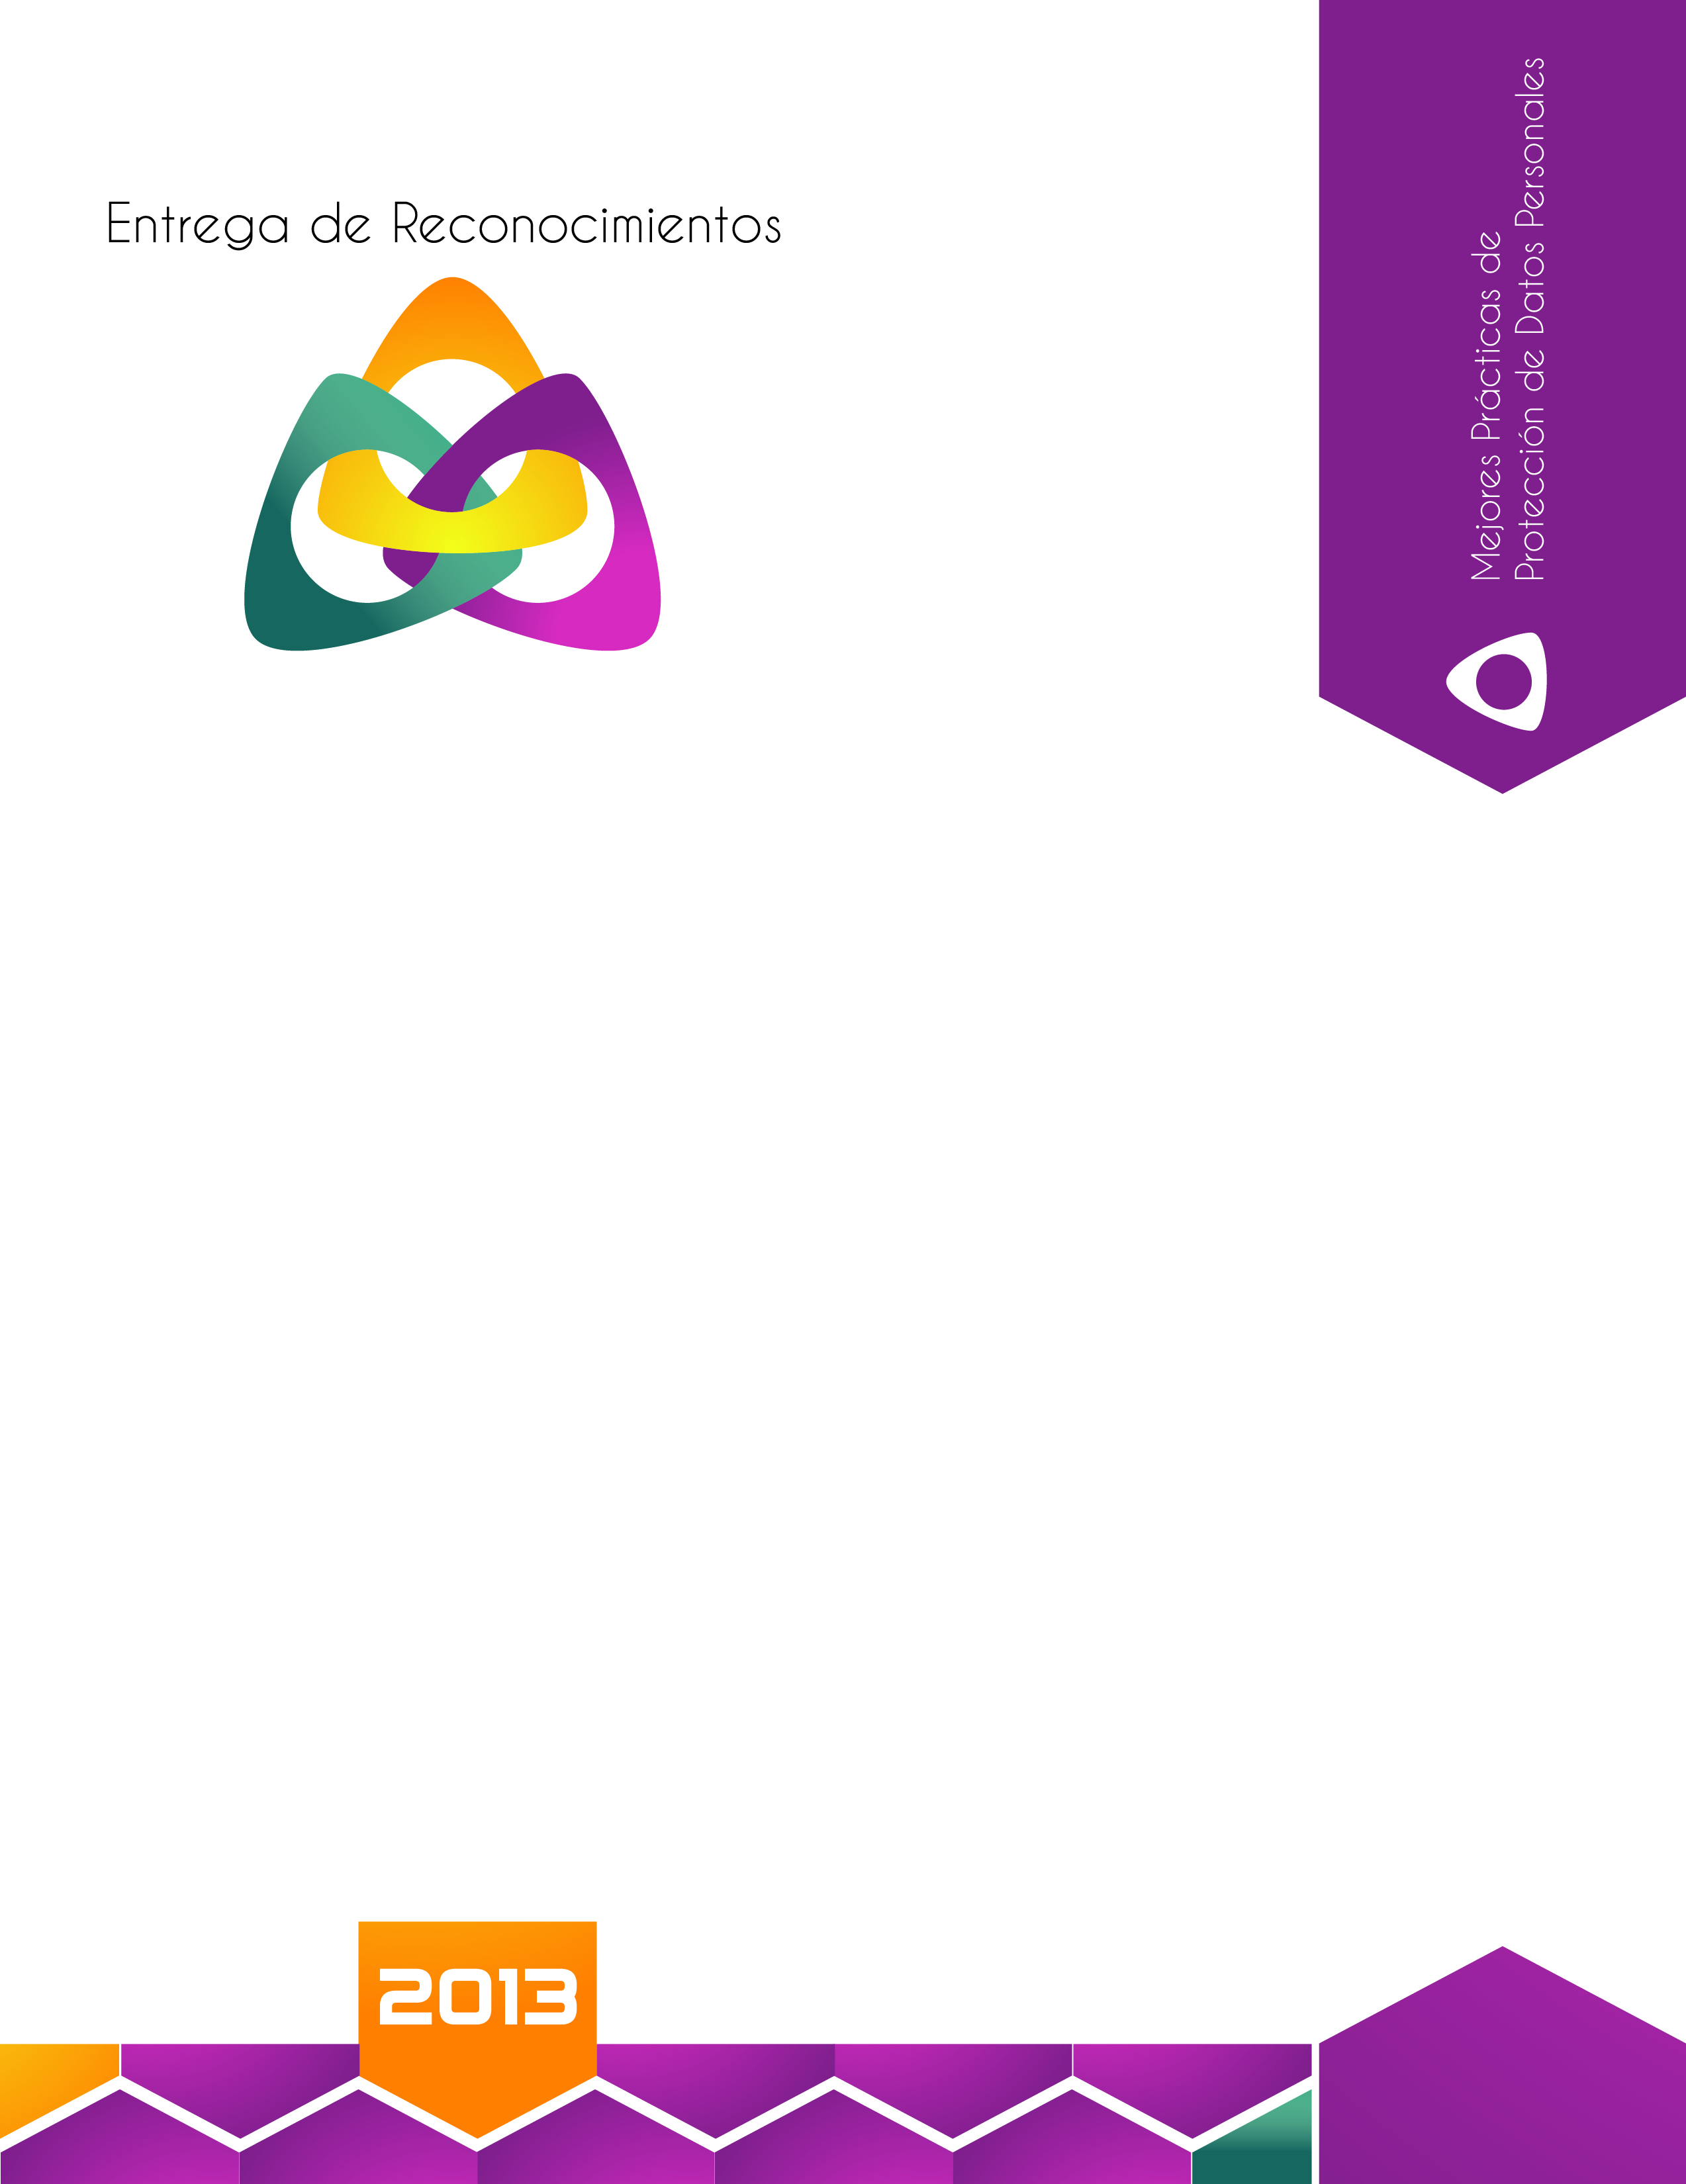 Entrega de Reconocimientos
Mejores Prácticas de
Protección de Datos Personales
2013